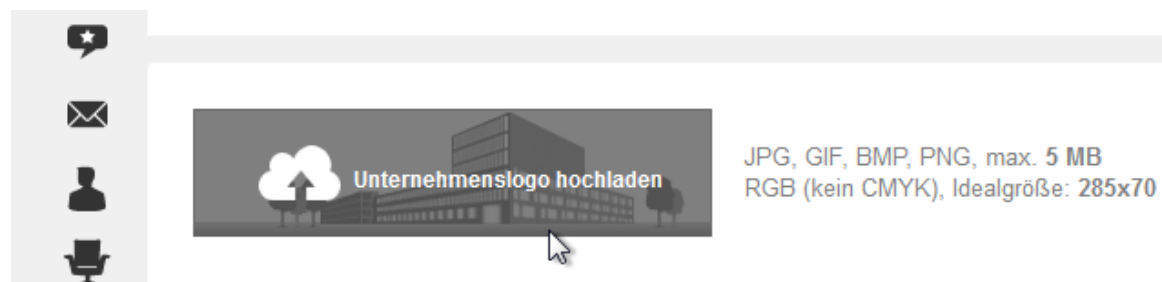 Unternehmenslogo hochladen
JPG, GIF, BMP, PNG, max. 5 MB
RGB (kein CMYK), Idealgröße: 285x70